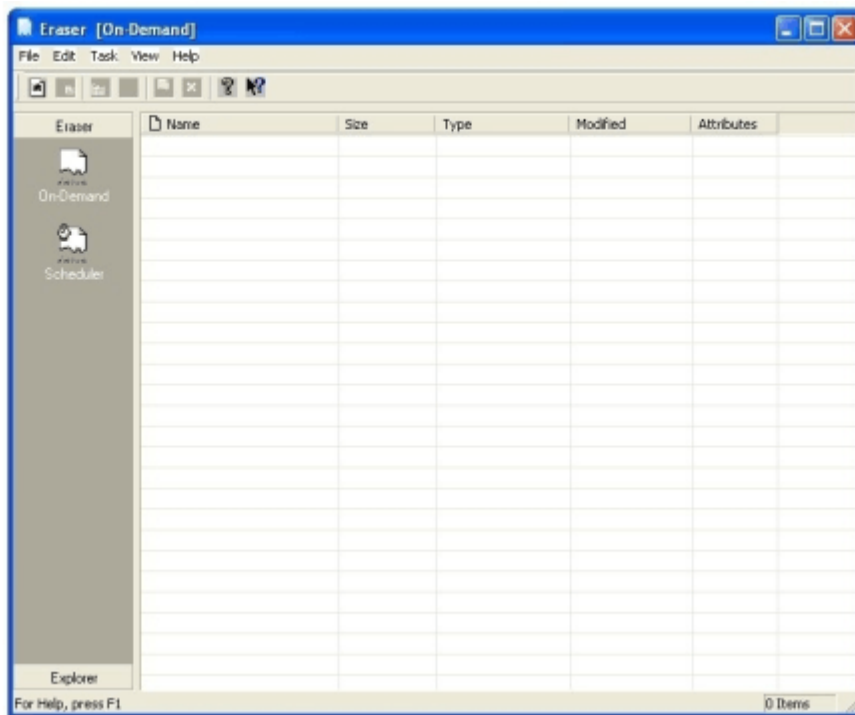 Eraser [On-Demand]
File Edit Task View Help
Eraser
Name Size Type Modified Attributes
On-Demand
Scheduler
Explorer
For Help, press F1
0 Items